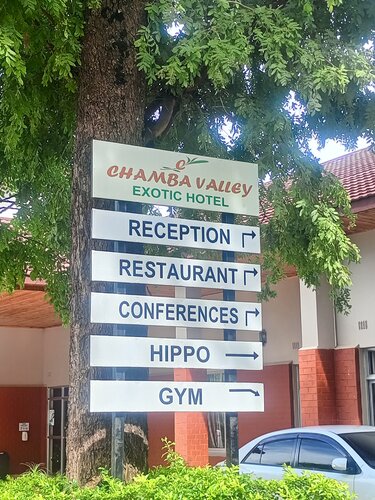 CHAMBA VALLEY
EXOTIC HOTEL
RECEPTION
RESTAURANT
CONFERENCES
HIPPO
GYM